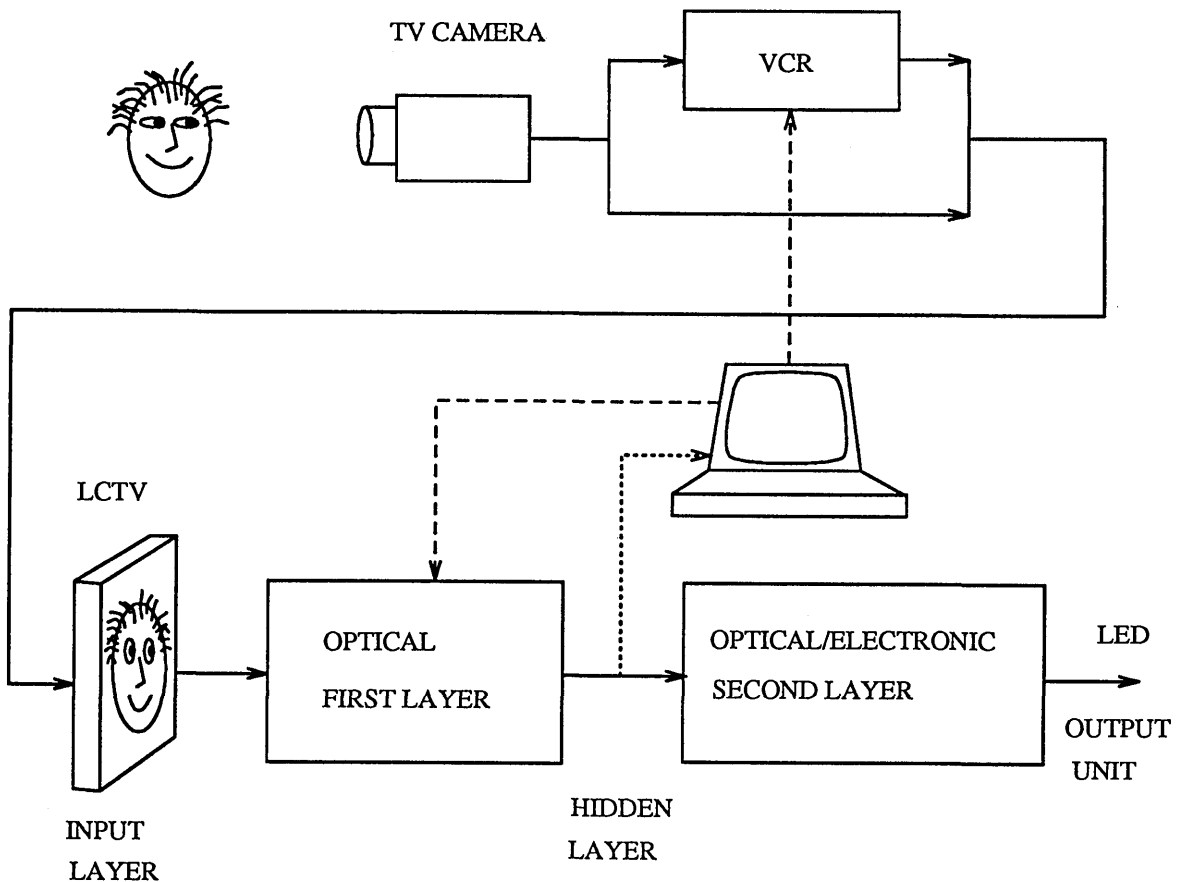 TV CAMERA
VCR
LCTV
OPTICAL
FIRST LAYER
OPTICAL/ELECTRONIC
SECOND LAYER
LED
OUTPUT
UNIT
HIDDEN
LAYER
INPUT
LAYER